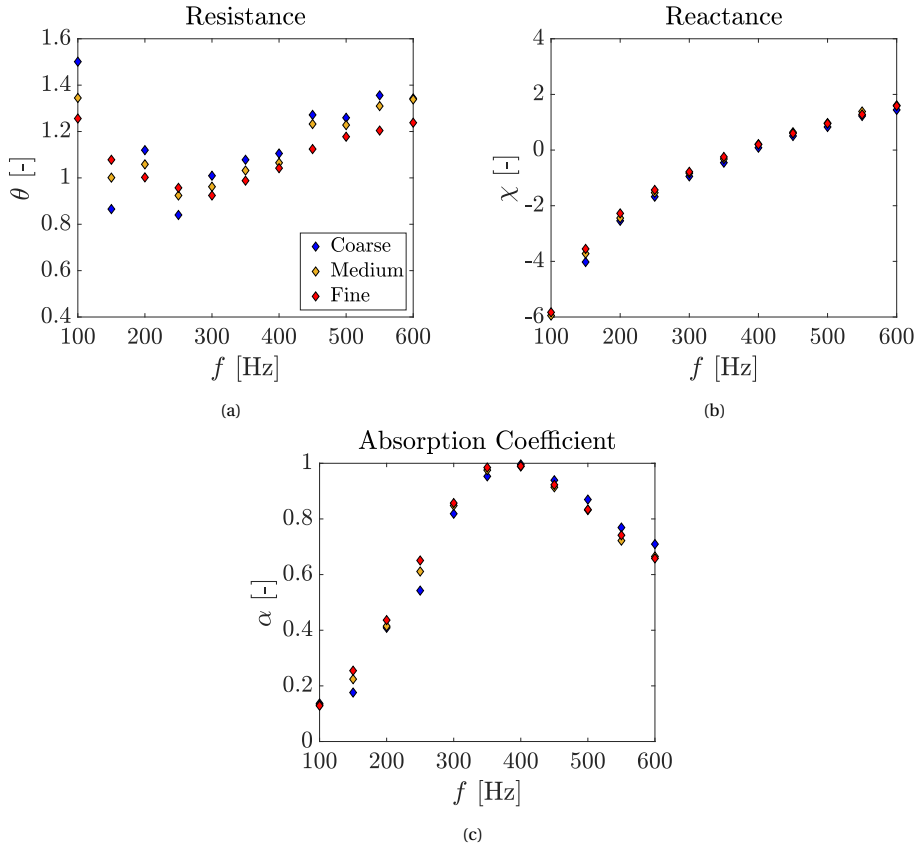 Resistance
1.6
1.4
1.2
1
0.8
0.6
0.4
θ [-]
Coarse
Medium
Fine
100 200 300 400 500 600
f [Hz]
(a)
Reactance
4
2
0
-2
-4
-6
χ [-]
100 200 300 400 500 600
f [Hz]
(b)
Absorption Coefficient
1
0.8
0.6
0.4
0.2
0
α [-]
100 200 300 400 500 600
f [Hz]
(c)